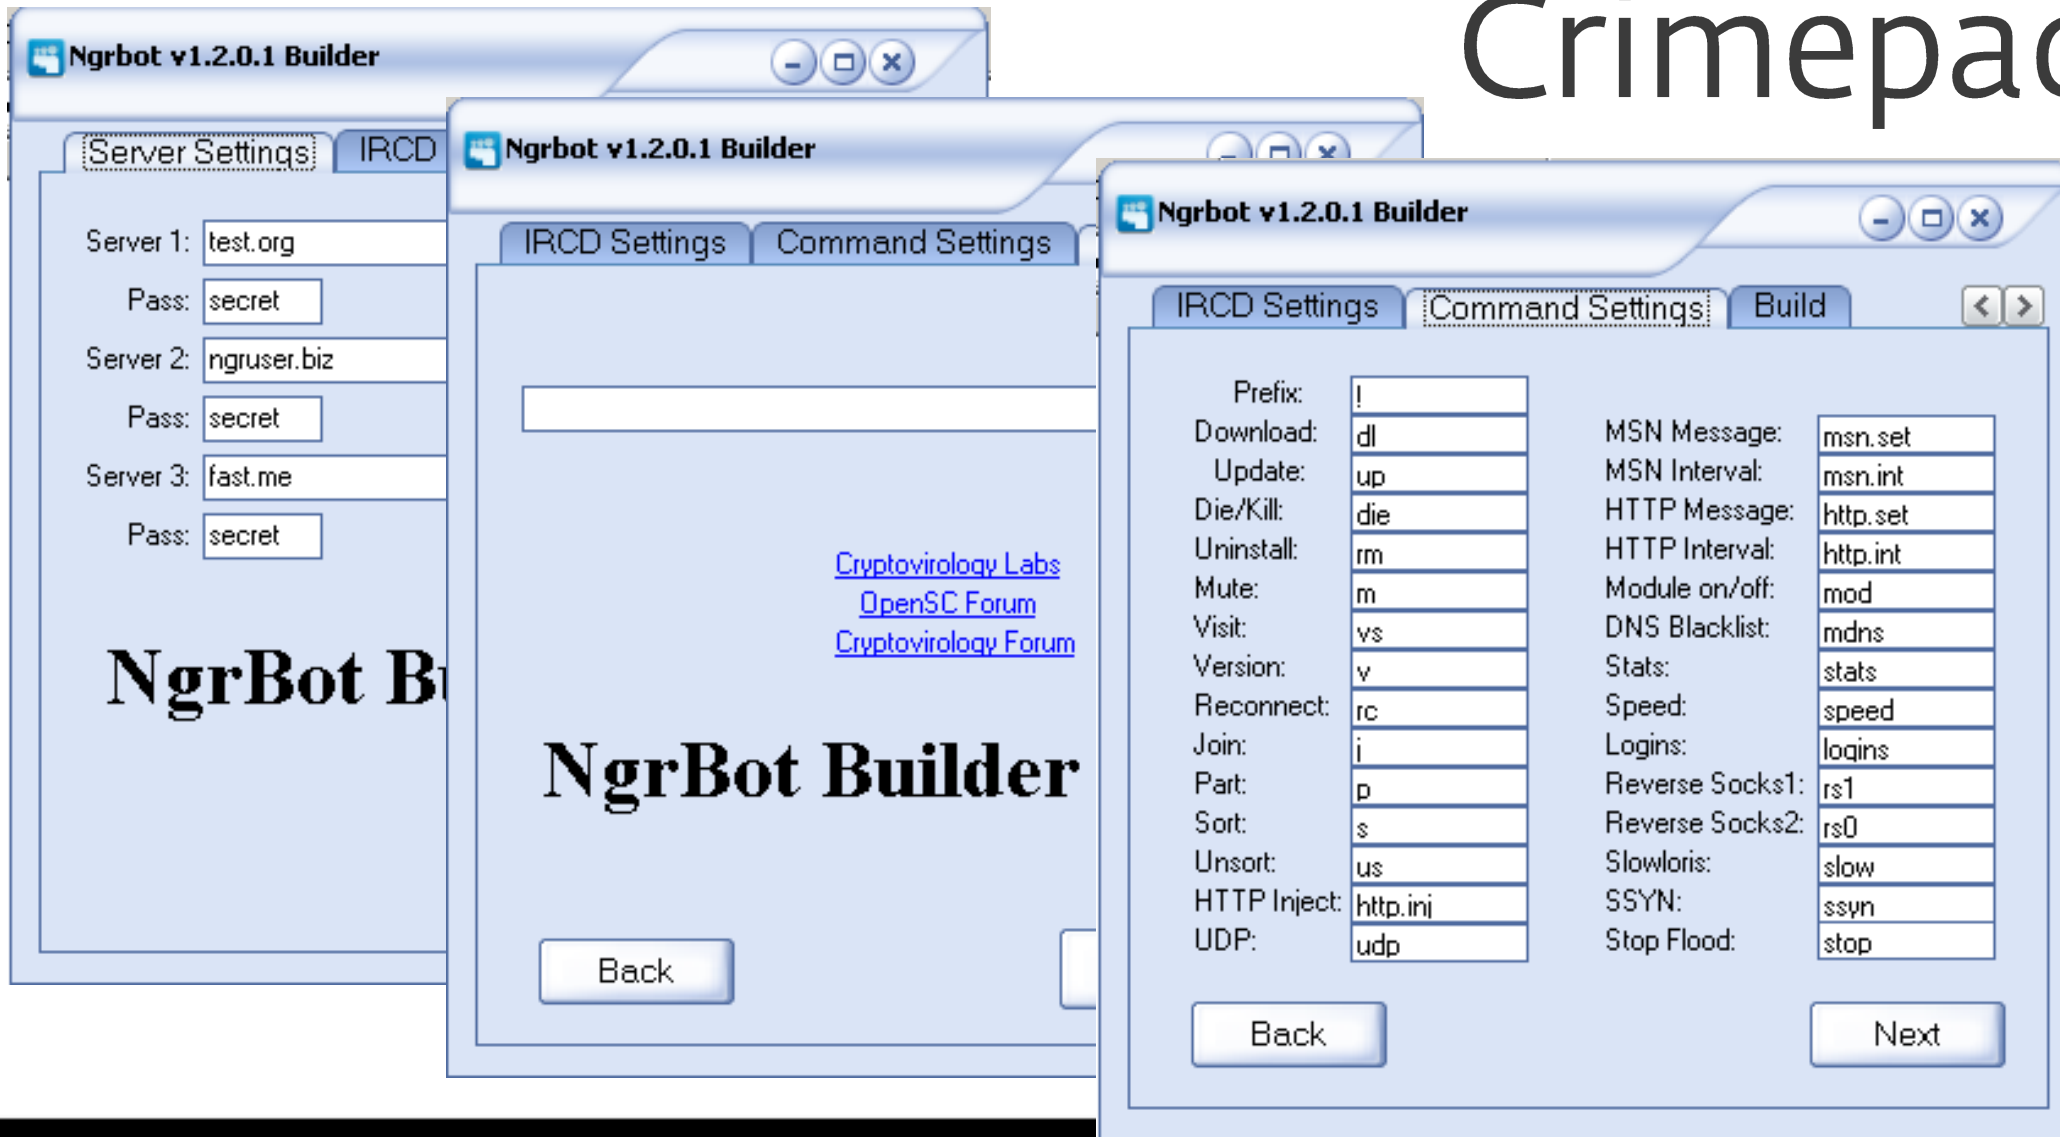 Crimepac
Ngrbot v1.2.0.1 Builder
Server Settings IRCD
Server 1: test.org
Pass: secret
Server 2: ngruser.biz
Pass: secret
Server 3: fast.me
Pass: secret
NgrBot Bu
Ngrbot v1.2.0.1 Builder
IRCD Settings Command Settings
Cryptovirology Labs
OpenSC Forum
Cryptovirology Forum
NgrBot Builder
Back
Ngrbot v1.2.0.1 Builder
IRCD Settings Command Settings Build
Prefix: !
Download: dl MSN Message: msn.set
Update: up MSN Interval: msn.int
Die/Kill: die HTTP Message: http.set
Uninstall: rm HTTP Interval: http.int
Mute: m Module on/off: mod
Visit: vs DNS Blacklist: mdns
Version: v Stats: stats
Reconnect: rc Speed: speed
Join: j Logins: logins
Part: p Reverse Socks1: rs1
Sort: s Reverse Socks2: rs0
Unsort: us Slowloris: slow
HTTP Inject: http.inj SSYN: ssyn
UDP: udp Stop Flood: stop
Back Next